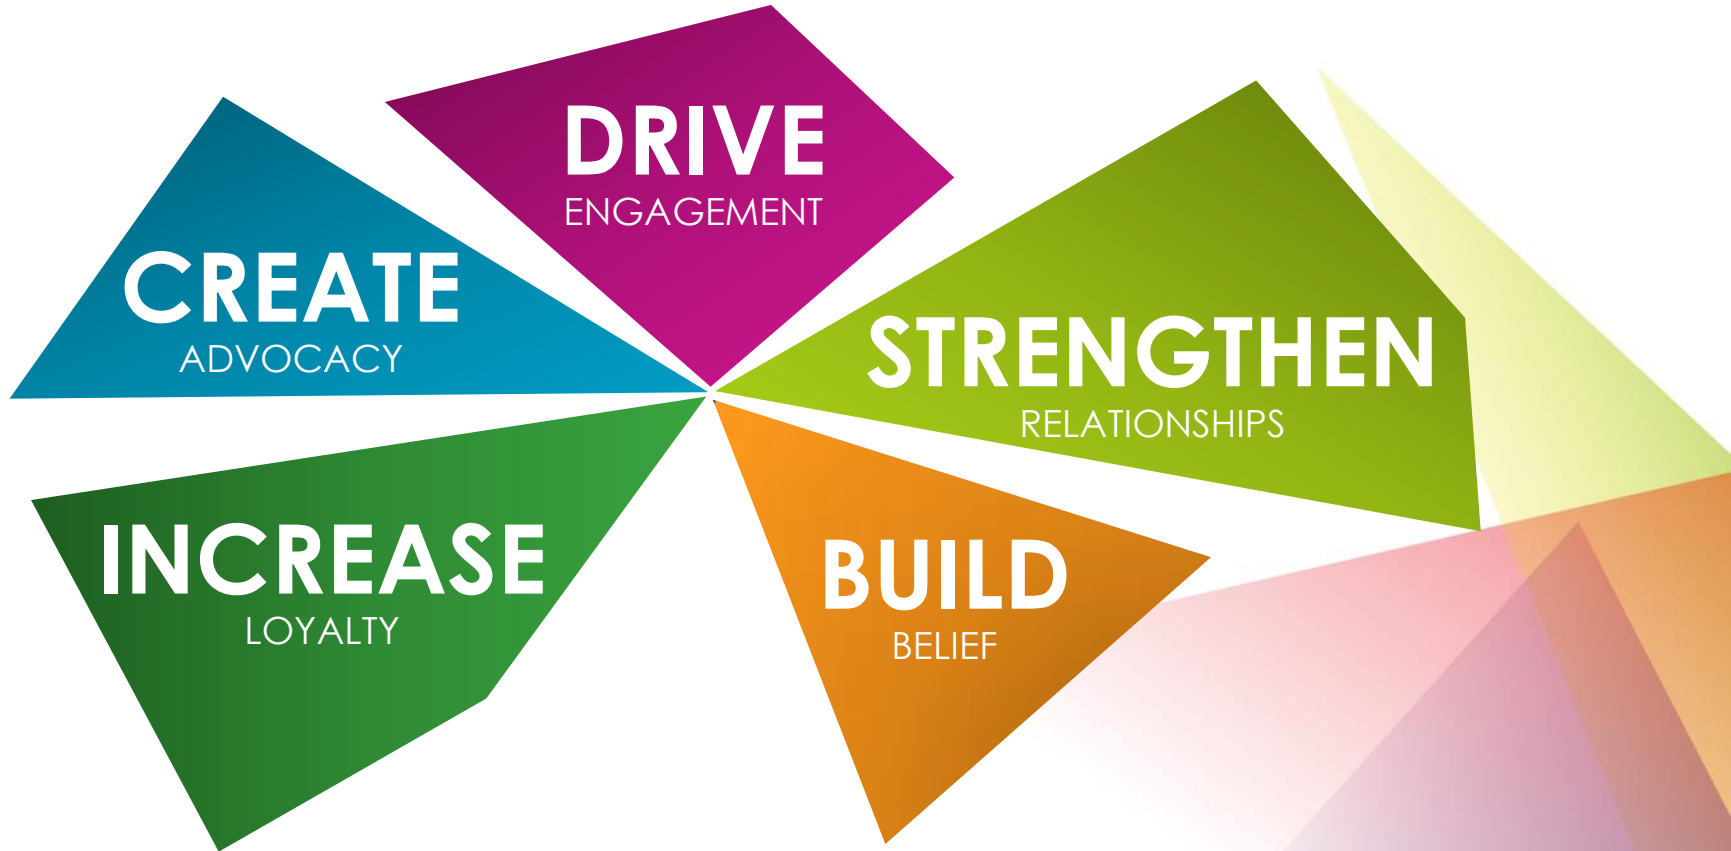 DRIVE
ENGAGEMENT
CREATE
ADVOCACY
STRENGTHEN
RELATIONSHIPS
INCREASE
LOYALTY
BUILD
BELIEF